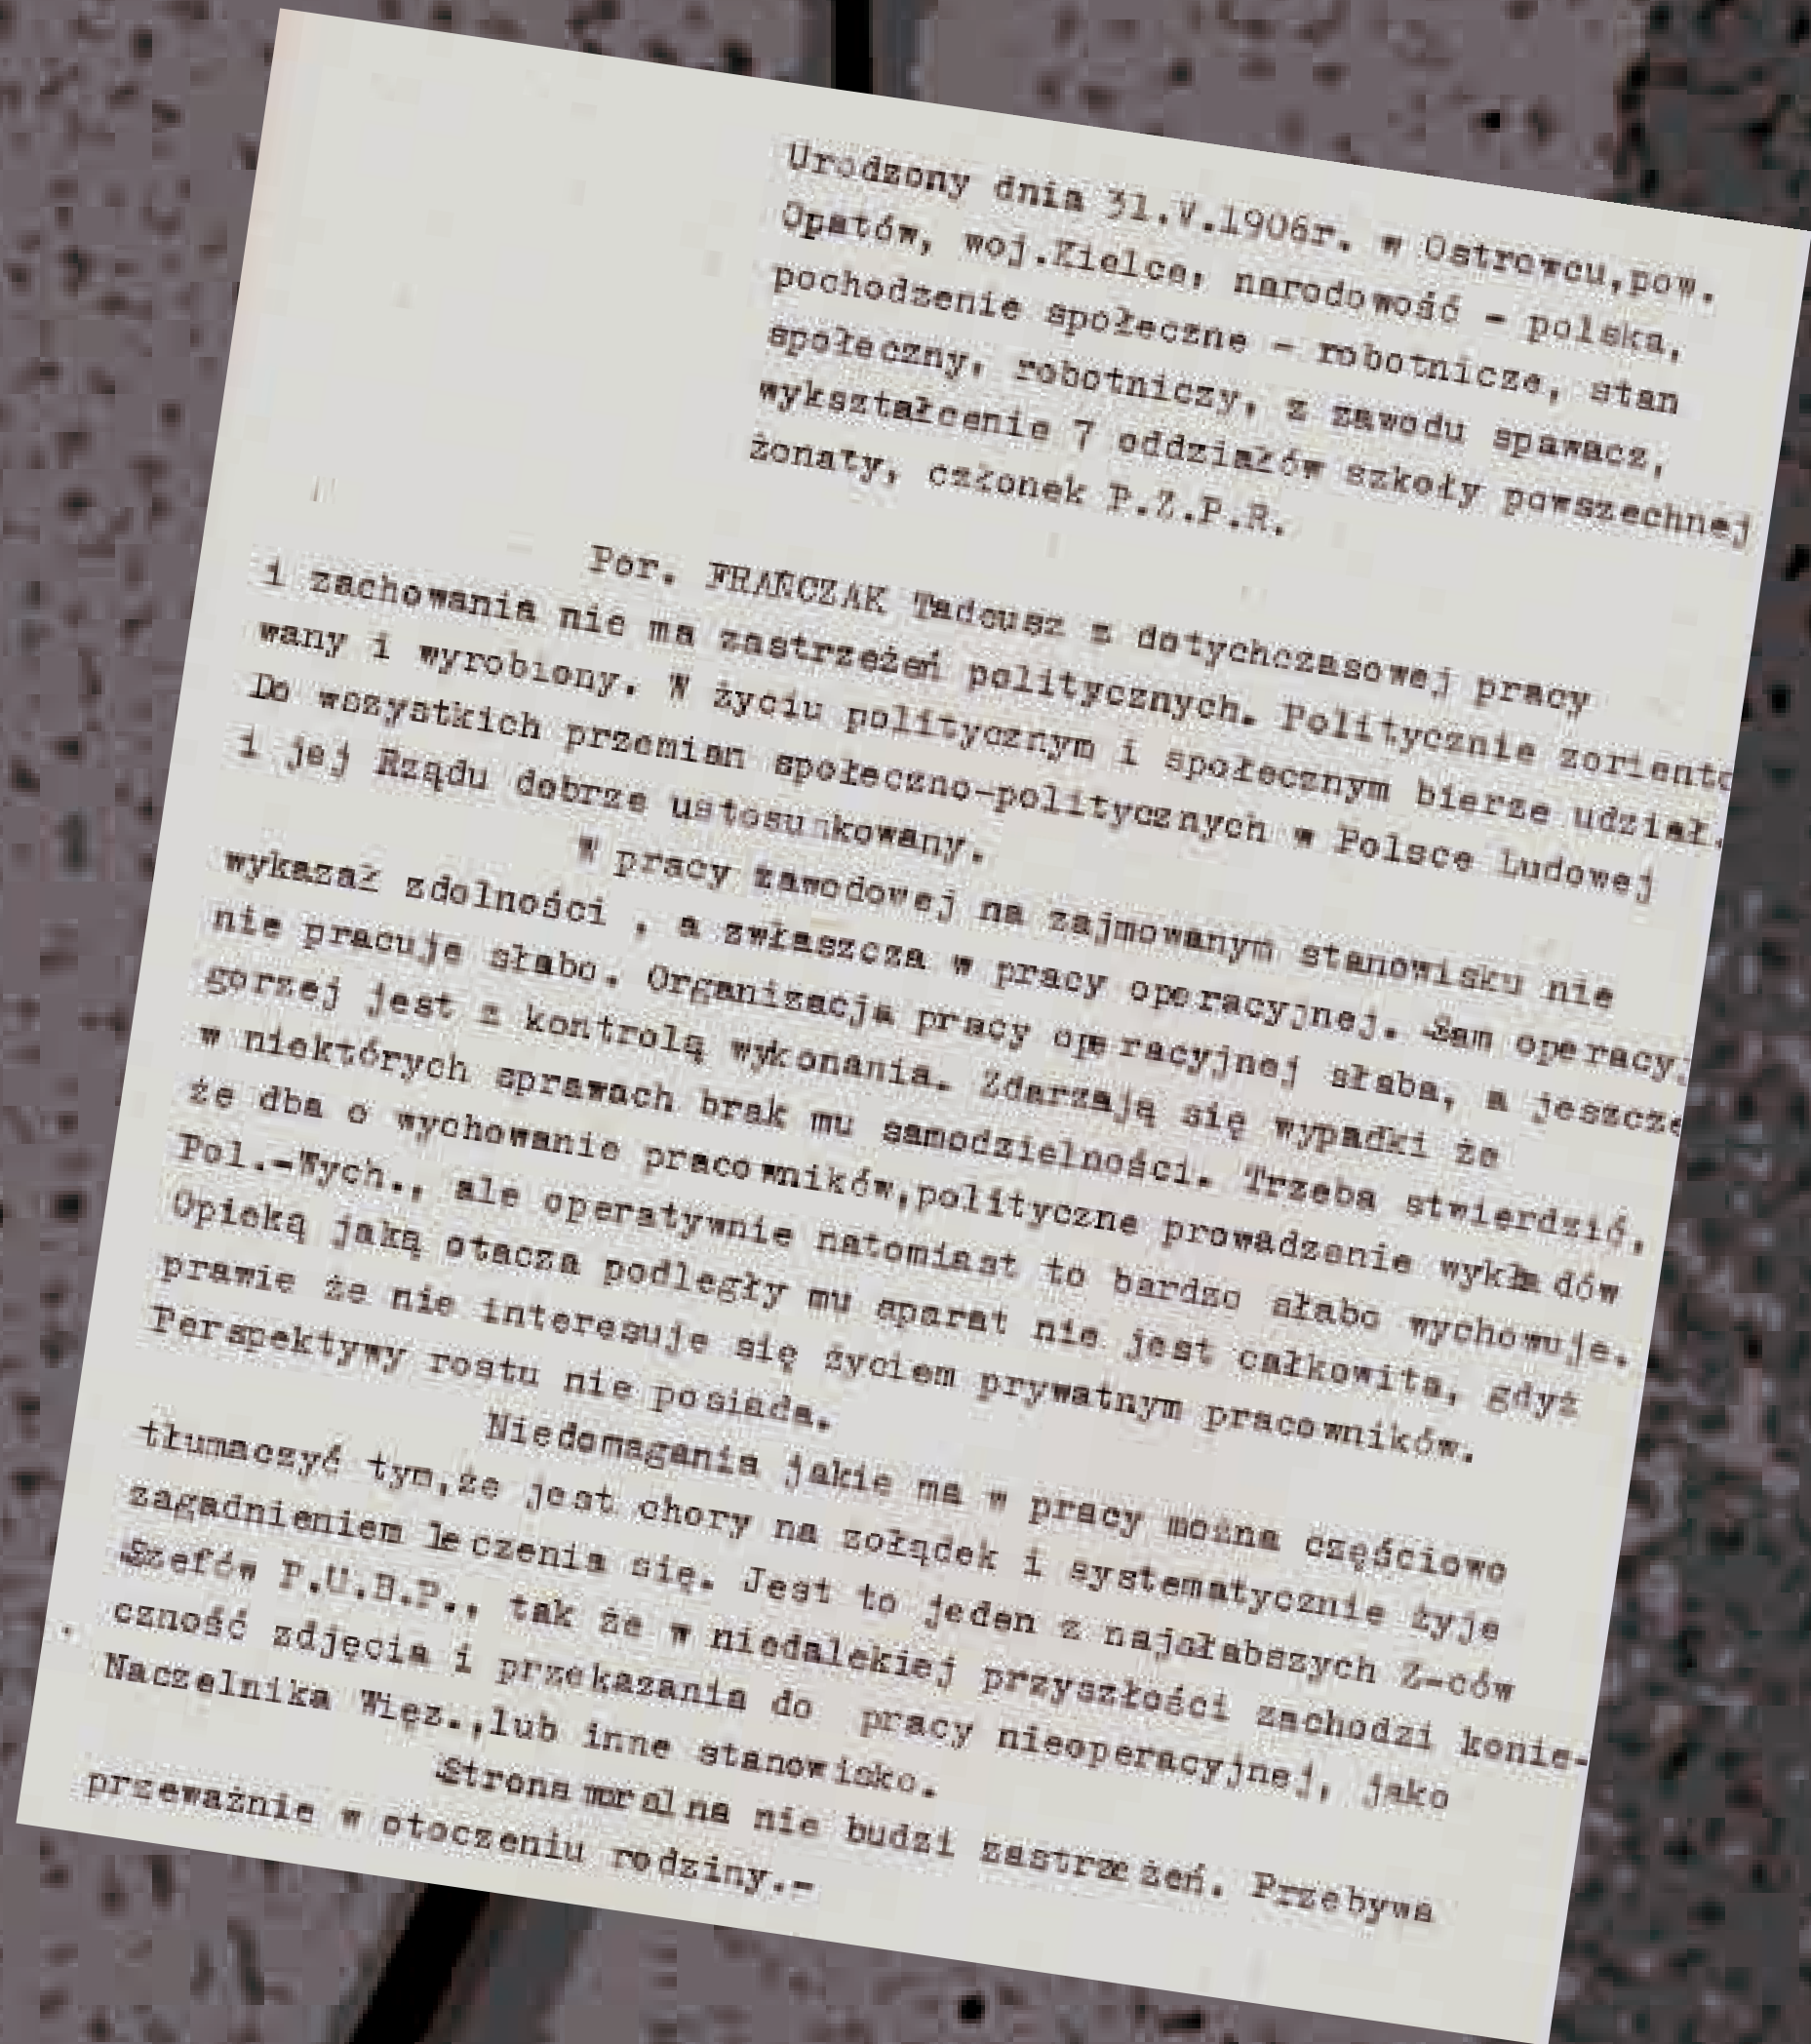 Urodzony dnia 31.V.1906r. w Ostrowcu,pow.
Opatów, woj.Kielce, narodowość - polska,
pochodzenie społeczne - robotnicze, stan
społeczny, robotniczy, z zawodu spawacz,
wykształcenie 7 oddziałów szkoły powszechnej
żonaty, członek P.Z.P.R.
Por. FRAŃCZAK Tadeusz z dotychczasowej pracy
i zachowania nie ma zastrzeżeń politycznych. Politycznie zoriento
wany i wyrobiony. W życiu politycznym i społecznym bierze udział.
Do wszystkich przemian społeczno-politycznych w Polsce Ludowej
i jej Rządu dobrze ustosunkowany.
W pracy zawodowej na zajmowanym stanowisku nie
wykazał zdolności , a zwłaszcza w pracy operacyjnej. Sam operacyj
nie pracuje słabo. Organizacja pracy operacyjnej słaba, a jeszcze
gorzej jest z kontrolą wykonania. Zdarzają się wypadki że
w niektórych sprawach brak mu samodzielności. Trzeba stwierdzić,
że dba o wychowanie pracowników,polityczne prowadzenie wykładów
Pol.-Wych., ale operatywnie natomiast to bardzo słabo wychowuje.
Opieką jaką otacza podległy mu aparat nie jest całkowita, gdyż
prawie że nie interesuje się życiem prywatnym pracowników.
Perspektywy rostu nie posiada.
Niedomagania jakie ma w pracy można częściowo
tłumaczyć tym,że jest chory na zołądek i systematycznie żyje
zagadnieniem leczenia się. Jest to jeden z najsłabszych Z-ców
Szefów P.U.B.P., tak że w niedalekiej przyszłości zachodzi konie-
czność zdjęcia i przekazania do pracy nieoperacyjnej, jako
Naczelnika Więz.,lub inne stanowisko.
Strona moralna nie budzi zastrzeżeń. Przebywa
przeważnie w otoczeniu rodziny.-